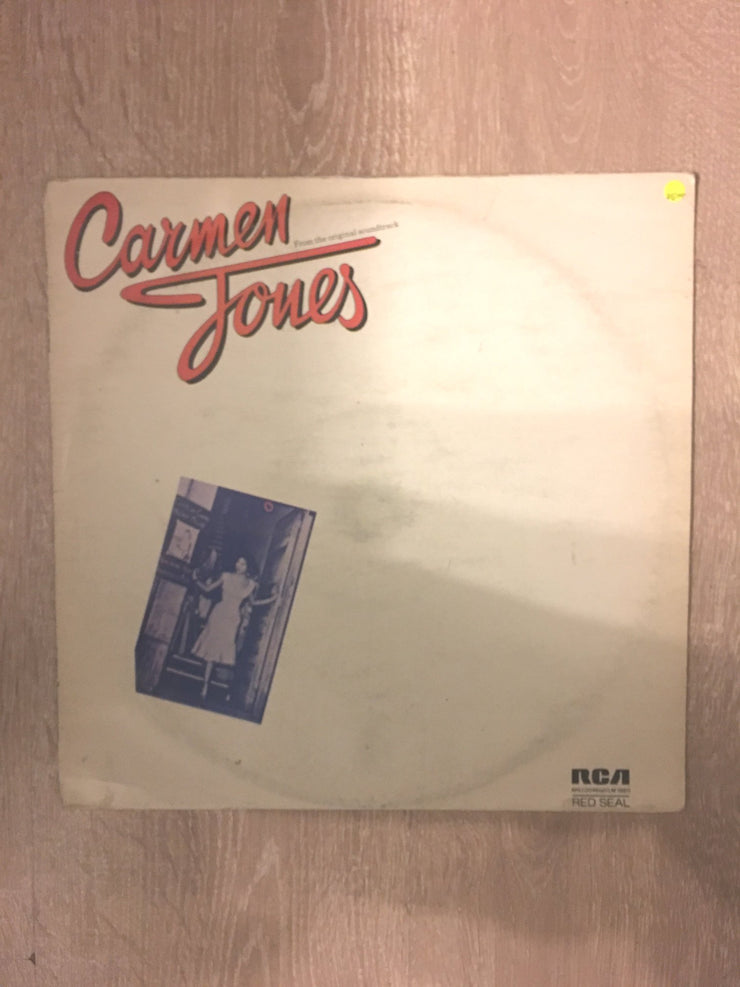 Carmen
From the original soundtrack
Jones
RCA
RED SEAL